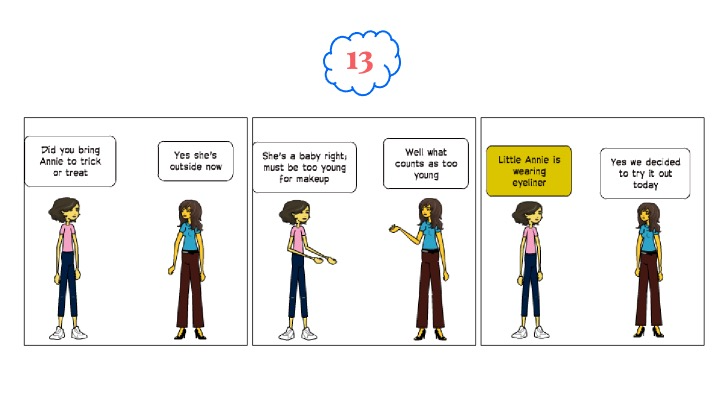 13
Did you bring
Annie to trick
or treat
Yes she's
outside now
She's a baby right;
must be too young
for makeup
Well what
counts as too
young
Little Annie is
wearing
eyeliner
Yes we decided
to try it out
today